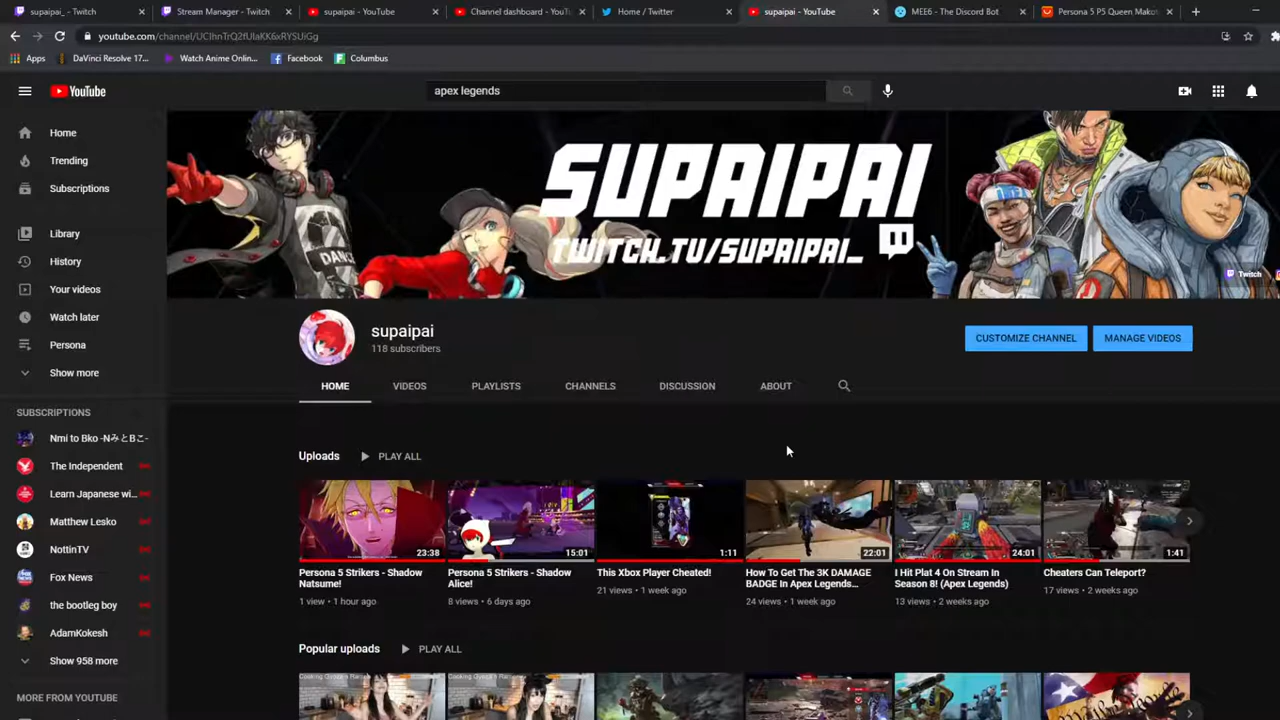 supaipai_ - Twitch
Stream Manager - Twitch
supaipai - YouTube
Channel dashboard - YouTu
Home / Twitter
supaipai - YouTube
MEE6 - The Discord Bot
Persona 5 P5 Queen Mako
youtube.com/channel/
Apps
DaVinci Resolve 17...
Watch Anime Onlin...
Facebook
Columbus
YouTube
apex legends
Home
Trending
Subscriptions
Library
History
Your videos
Watch later
Persona
Show more
SUBSCRIPTIONS
Nmi to Bko -NみとBこ-
The Independent
Learn Japanese wi...
Matthew Lesko
NottinTV
Fox News
the bootleg boy
AdamKokesh
Show 958 more
MORE FROM YOUTUBE
DANC
SUPAIPAI
TWITCH.TV/SUPAIPAI_
Twitch
supaipai
118 subscribers
CUSTOMIZE CHANNEL
MANAGE VIDEOS
HOME
VIDEOS
PLAYLISTS
CHANNELS
DISCUSSION
ABOUT
Uploads
PLAY ALL
23:38
15:01
1:11
22:01
24:01
1:41
Persona 5 Strikers - Shadow
Natsume!
1 view • 1 hour ago
Persona 5 Strikers - Shadow
Alice!
8 views • 6 days ago
This Xbox Player Cheated!
21 views • 1 week ago
How To Get The 3K DAMAGE
BADGE In Apex Legends...
24 views • 1 week ago
I Hit Plat 4 On Stream In
Season 8! (Apex Legends)
13 views • 2 weeks ago
Cheaters Can Teleport?
17 views • 2 weeks ago
Popular uploads
PLAY ALL